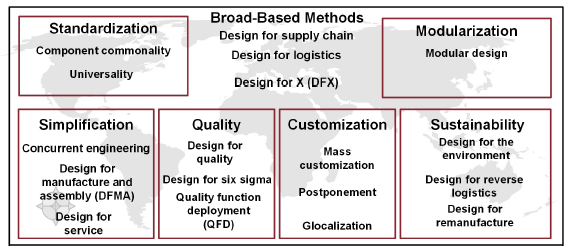 Broad-Based Methods
Design for supply chain
Design for logistics
Design for X (DFX)
Standardization
Component commonality
Universality
Modularization
Modular design
Simplification
Concurrent engineering
Design for
manufacture and
assembly (DFMA)
Design for
service
Quality
Design for
quality
Design for six sigma
Quality function
deployment
(QFD)
Customization
Mass
customization
Postponement
Glocalization
Sustainability
Design for the
environment
Design for reverse
logistics
Design for
remanufacture